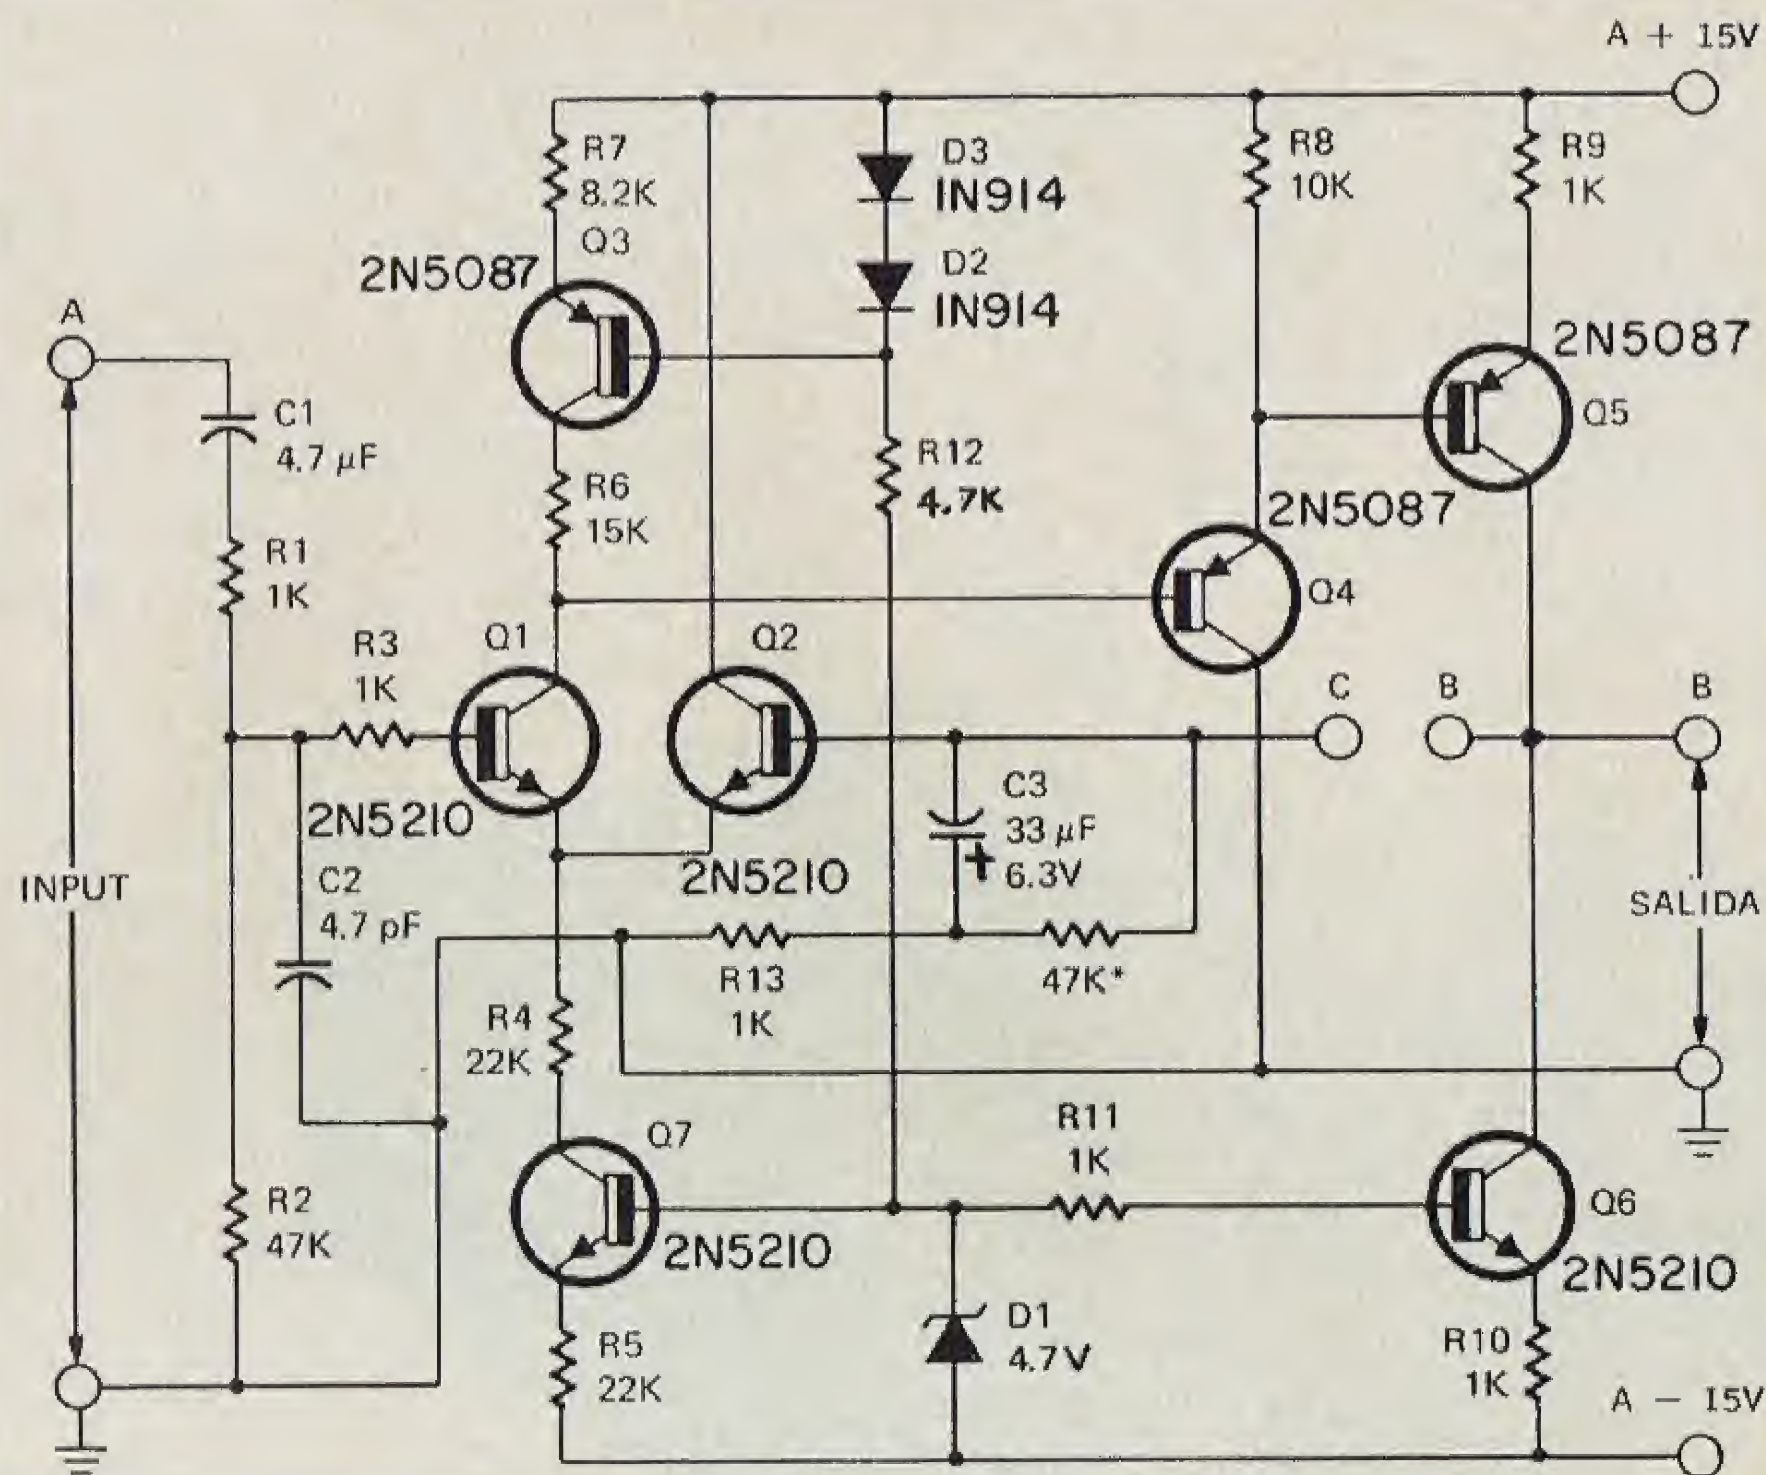 A + 15V
R7
8.2K
Q3
2N5087
D3
IN914
D2
IN914
R8
10K
R9
1K
2N5087
Q5
A
C1
4.7 µF
R6
15K
R12
4.7K
2N5087
Q4
R1
1K
R3
1K
Q1
Q2
C
B
B
2N5210
C3
33 µF
6.3V
+
2N5210
INPUT
C2
4.7 pF
SALIDA
R13
1K
47K*
R4
22K
Q7
R11
1K
R2
47K
2N5210
Q6
2N5210
R5
22K
D1
4.7V
R10
1K
A - 15V